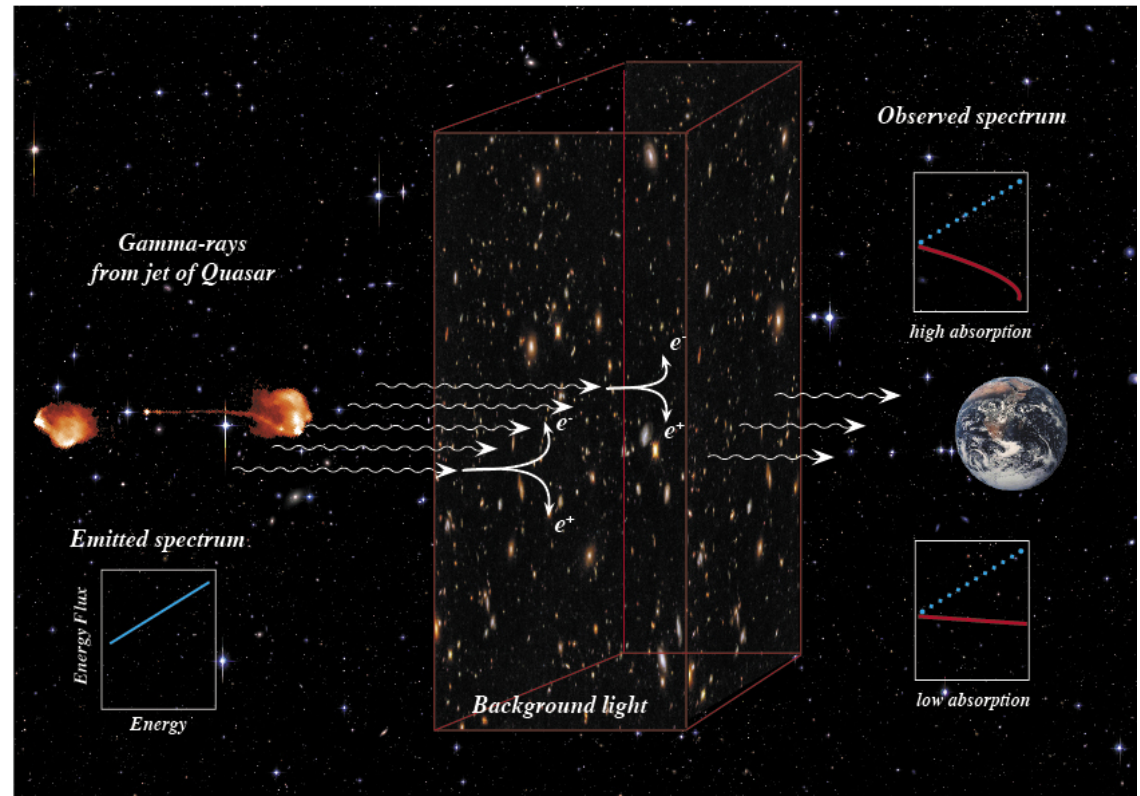 Observed spectrum
Gamma-rays
from jet of Quasar
high absorption
e-
e+
e-
e+
Emitted spectrum
Energy Flux
Energy
Background light
low absorption